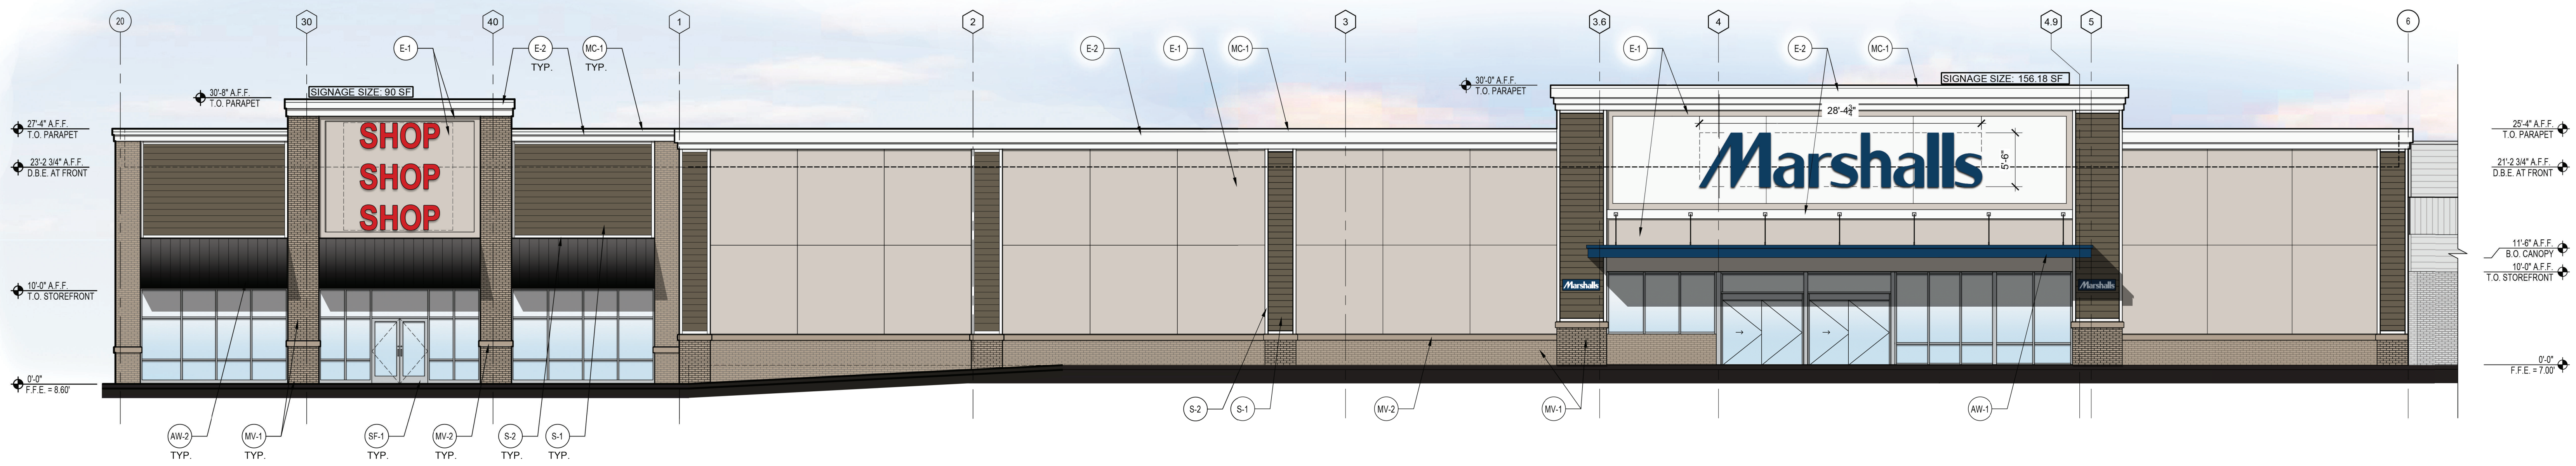 20
30
40
1
2
3
3.6
4
4.9
5
6
E-1
E-2
TYP.
MC-1
TYP.
E-2
E-1
MC-1
E-1
E-2
MC-1
30'-8" A.F.F.
T.O. PARAPET
SIGNAGE SIZE: 90 SF
30'-0" A.F.F.
T.O. PARAPET
SIGNAGE SIZE: 156.18 SF
28'-4¾"
5'-6"
27'-4" A.F.F.
T.O. PARAPET
23'-2 3/4" A.F.F.
D.B.E. AT FRONT
10'-0" A.F.F.
T.O. STOREFRONT
0'-0"
F.F.E. = 8.60'
SHOP
SHOP
SHOP
Marshalls
Marshalls
Marshalls
25'-4" A.F.F.
T.O. PARAPET
21'-2 3/4" A.F.F.
D.B.E. AT FRONT
11'-6" A.F.F.
B.O. CANOPY
10'-0" A.F.F.
T.O. STOREFRONT
0'-0"
F.F.E. = 7.00'
S-2
S-1
MV-2
MV-1
AW-1
AW-2
TYP.
MV-1
TYP.
SF-1
TYP.
MV-2
TYP.
S-2
TYP.
S-1
TYP.